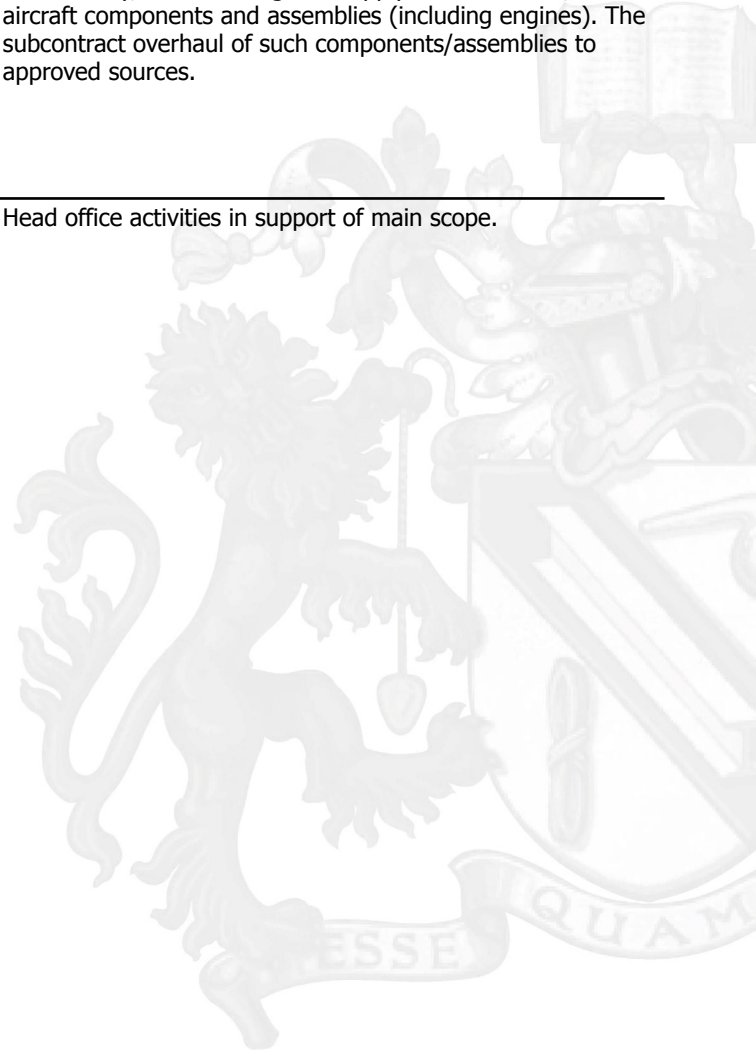 aircraft components and assemblies (including engines). The
subcontract overhaul of such components/assemblies to
approved sources.
Head office activities in support of main scope.
ESSE QUAM